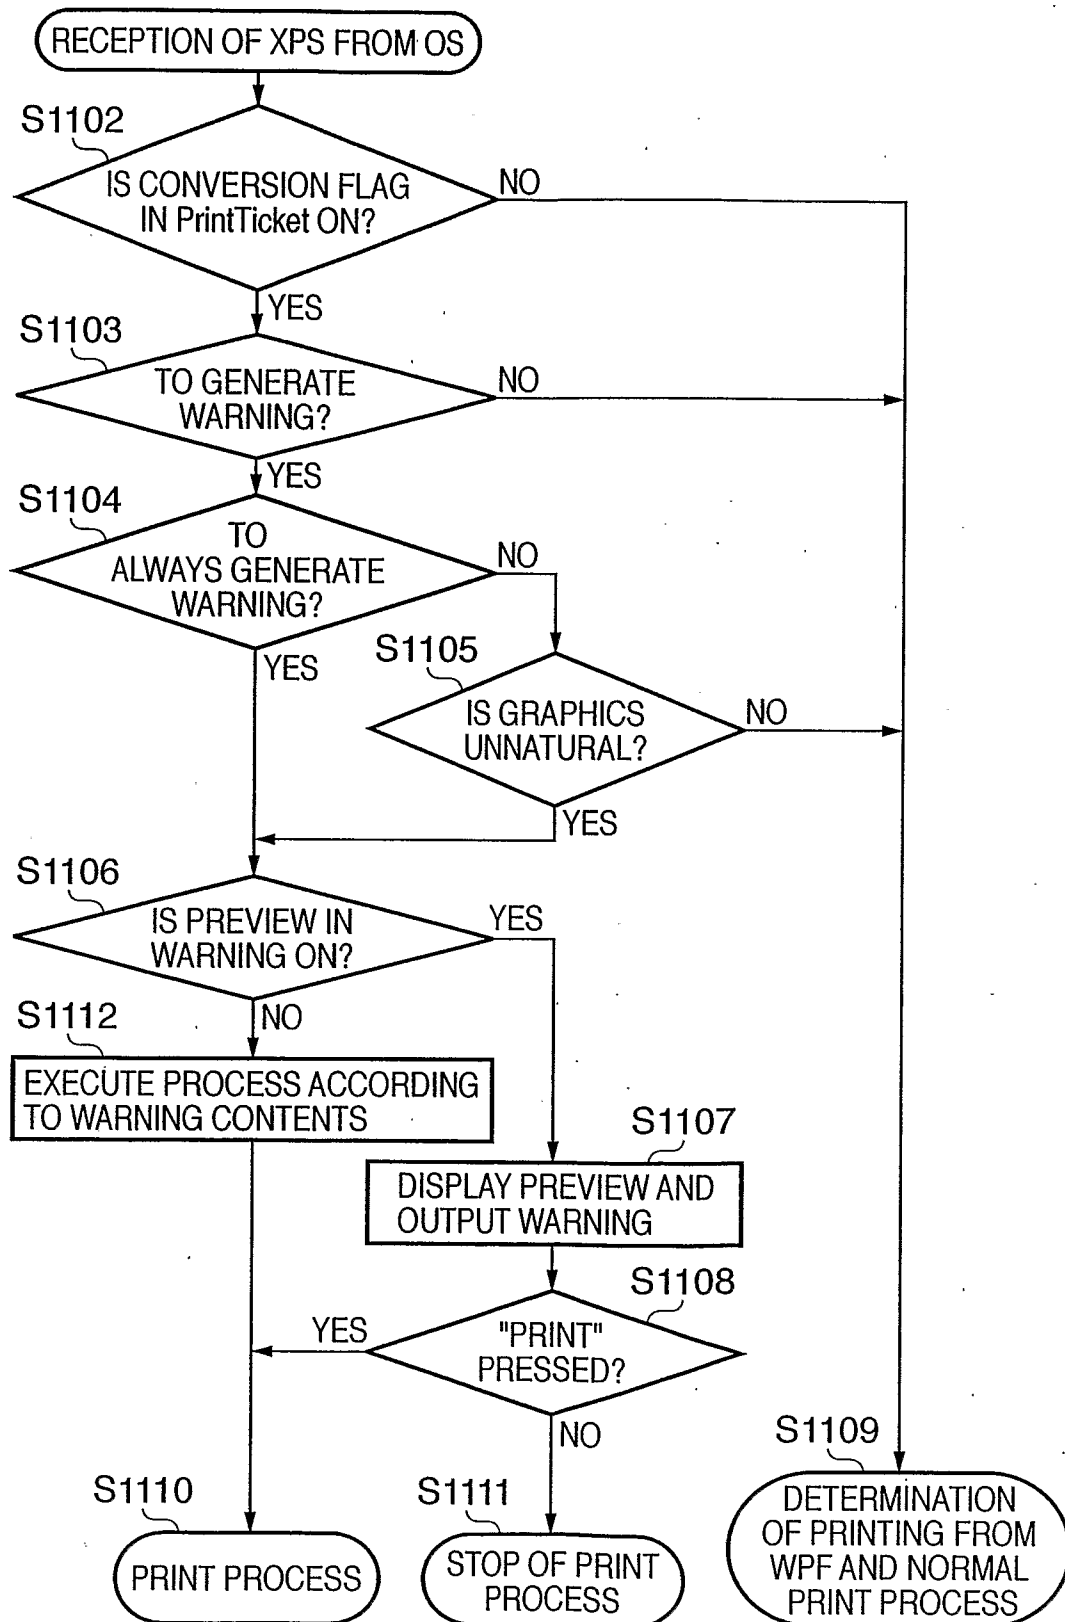 RECEPTION OF XPS FROM OS
S1102
IS CONVERSION FLAG
IN PrintTicket ON?
NO
YES
S1103
TO GENERATE
WARNING?
NO
YES
S1104
TO
ALWAYS GENERATE
WARNING?
NO
YES
S1105
IS GRAPHICS
UNNATURAL?
NO
YES
S1106
IS PREVIEW IN
WARNING ON?
YES
NO
S1112
EXECUTE PROCESS ACCORDING
TO WARNING CONTENTS
S1107
DISPLAY PREVIEW AND
OUTPUT WARNING
S1108
"PRINT"
PRESSED?
YES
NO
S1109
DETERMINATION
OF PRINTING FROM
WPF AND NORMAL
PRINT PROCESS
S1110
PRINT PROCESS
S1111
STOP OF PRINT
PROCESS